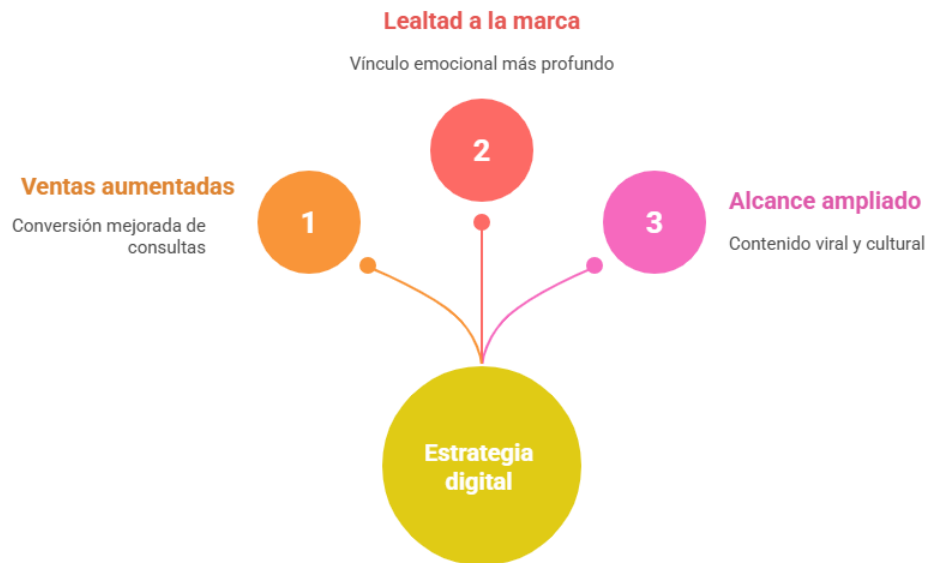 Lealtad a la marca
Vínculo emocional más profundo
2
Ventas aumentadas
Conversión mejorada de
consultas
1
3
Alcance ampliado
Contenido viral y cultural
Estrategia
digital